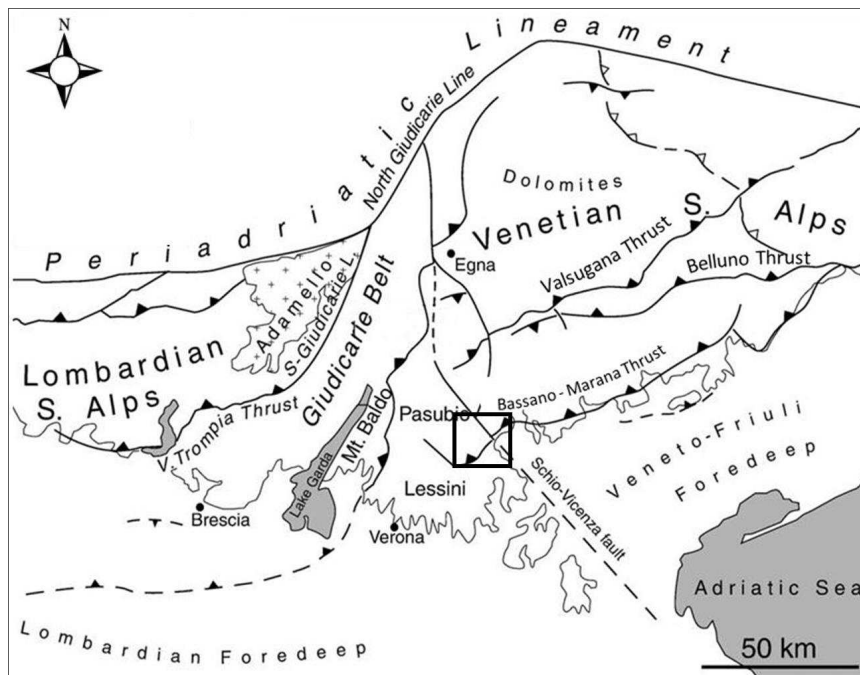 N
Periadriatic Lineament
North Giudicarie Line
Dolomites
Venetian S. Alps
Egna
Valsugana Thrust
Belluno Thrust
Adamello
S-Giudicarie L.
Giudicarie Belt
Lombardian
S. Alps
V. Trompia Thrust
Bassano - Marana Thrust
Pasubio
Mt. Baldo
Lake Garda
Lessini
Schio-Vicenza fault
Veneto-Friuli
Foredeep
Brescia
Verona
Adriatic Sea
Lombardian Foredeep
50 km